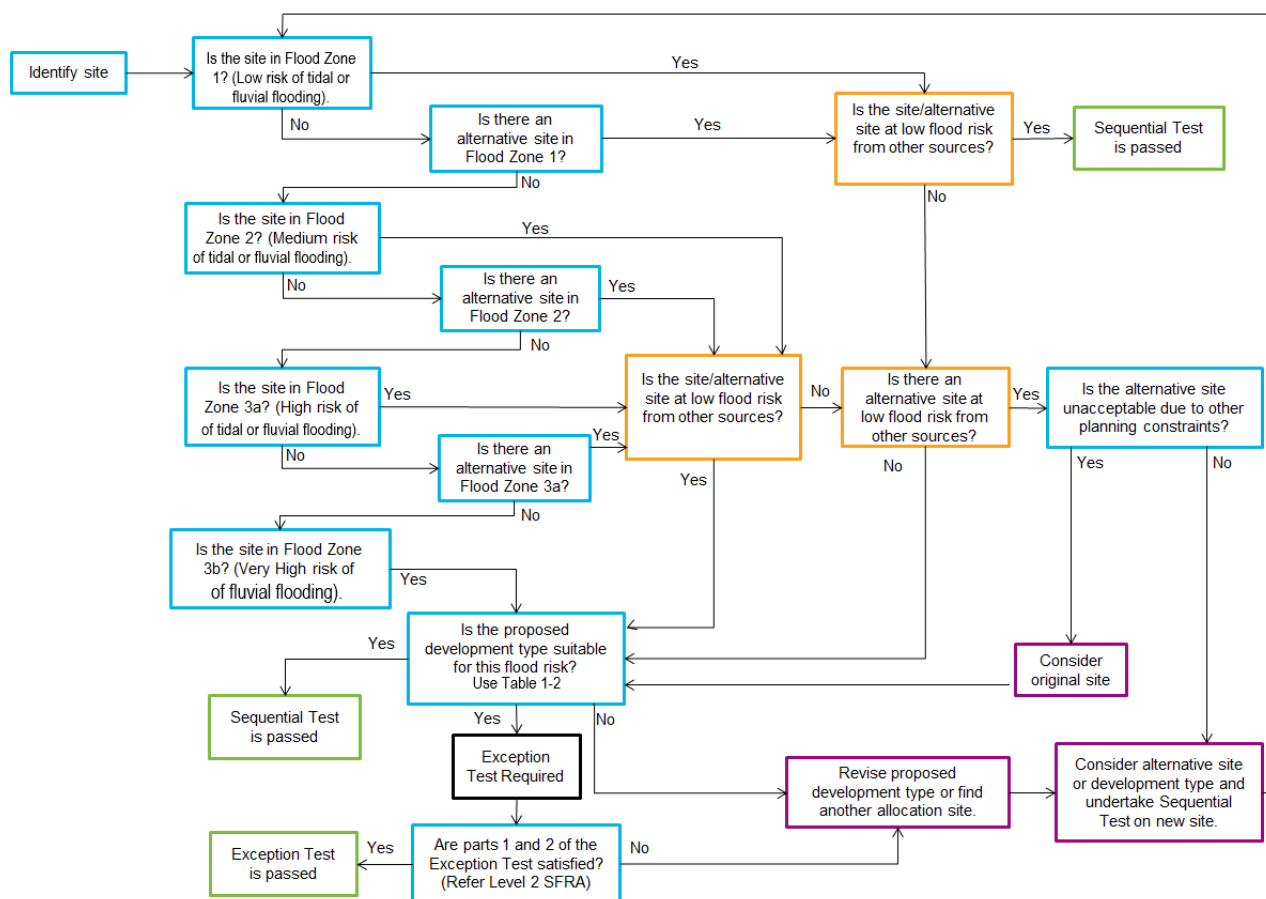 Identify site
Is the site in Flood Zone
1? (Low risk of tidal or
fluvial flooding).
Yes
No
Is there an
alternative site in
Flood Zone 1?
Yes
No
Is the site/alternative
site at low flood risk
from other sources?
Yes
No
Sequential Test
is passed
Is the site in Flood
Zone 2? (Medium risk
of tidal or fluvial flooding).
Yes
No
Is there an
alternative site in
Flood Zone 2?
Yes
No
Is the site in Flood
Zone 3a? (High risk of
of tidal or fluvial flooding).
Yes
No
Is there an
alternative site in
Flood Zone 3a?
Yes
No
Is the site/alternative
site at low flood risk
from other sources?
No
Yes
Is there an
alternative site at
low flood risk from
other sources?
Yes
No
Is the alternative site
unacceptable due to other
planning constraints?
Yes
No
Is the site in Flood Zone
3b? (Very High risk of
of fluvial flooding).
Yes
Is the proposed
development type suitable
for this flood risk?
Use Table 1-2
Yes
Yes
No
Sequential Test
is passed
Consider
original site
Exception
Test Required
Revise proposed
development type or find
another allocation site.
Consider alternative site
or development type and
undertake Sequential
Test on new site.
Are parts 1 and 2 of the
Exception Test satisfied?
(Refer Level 2 SFRA)
Yes
No
Exception Test
is passed